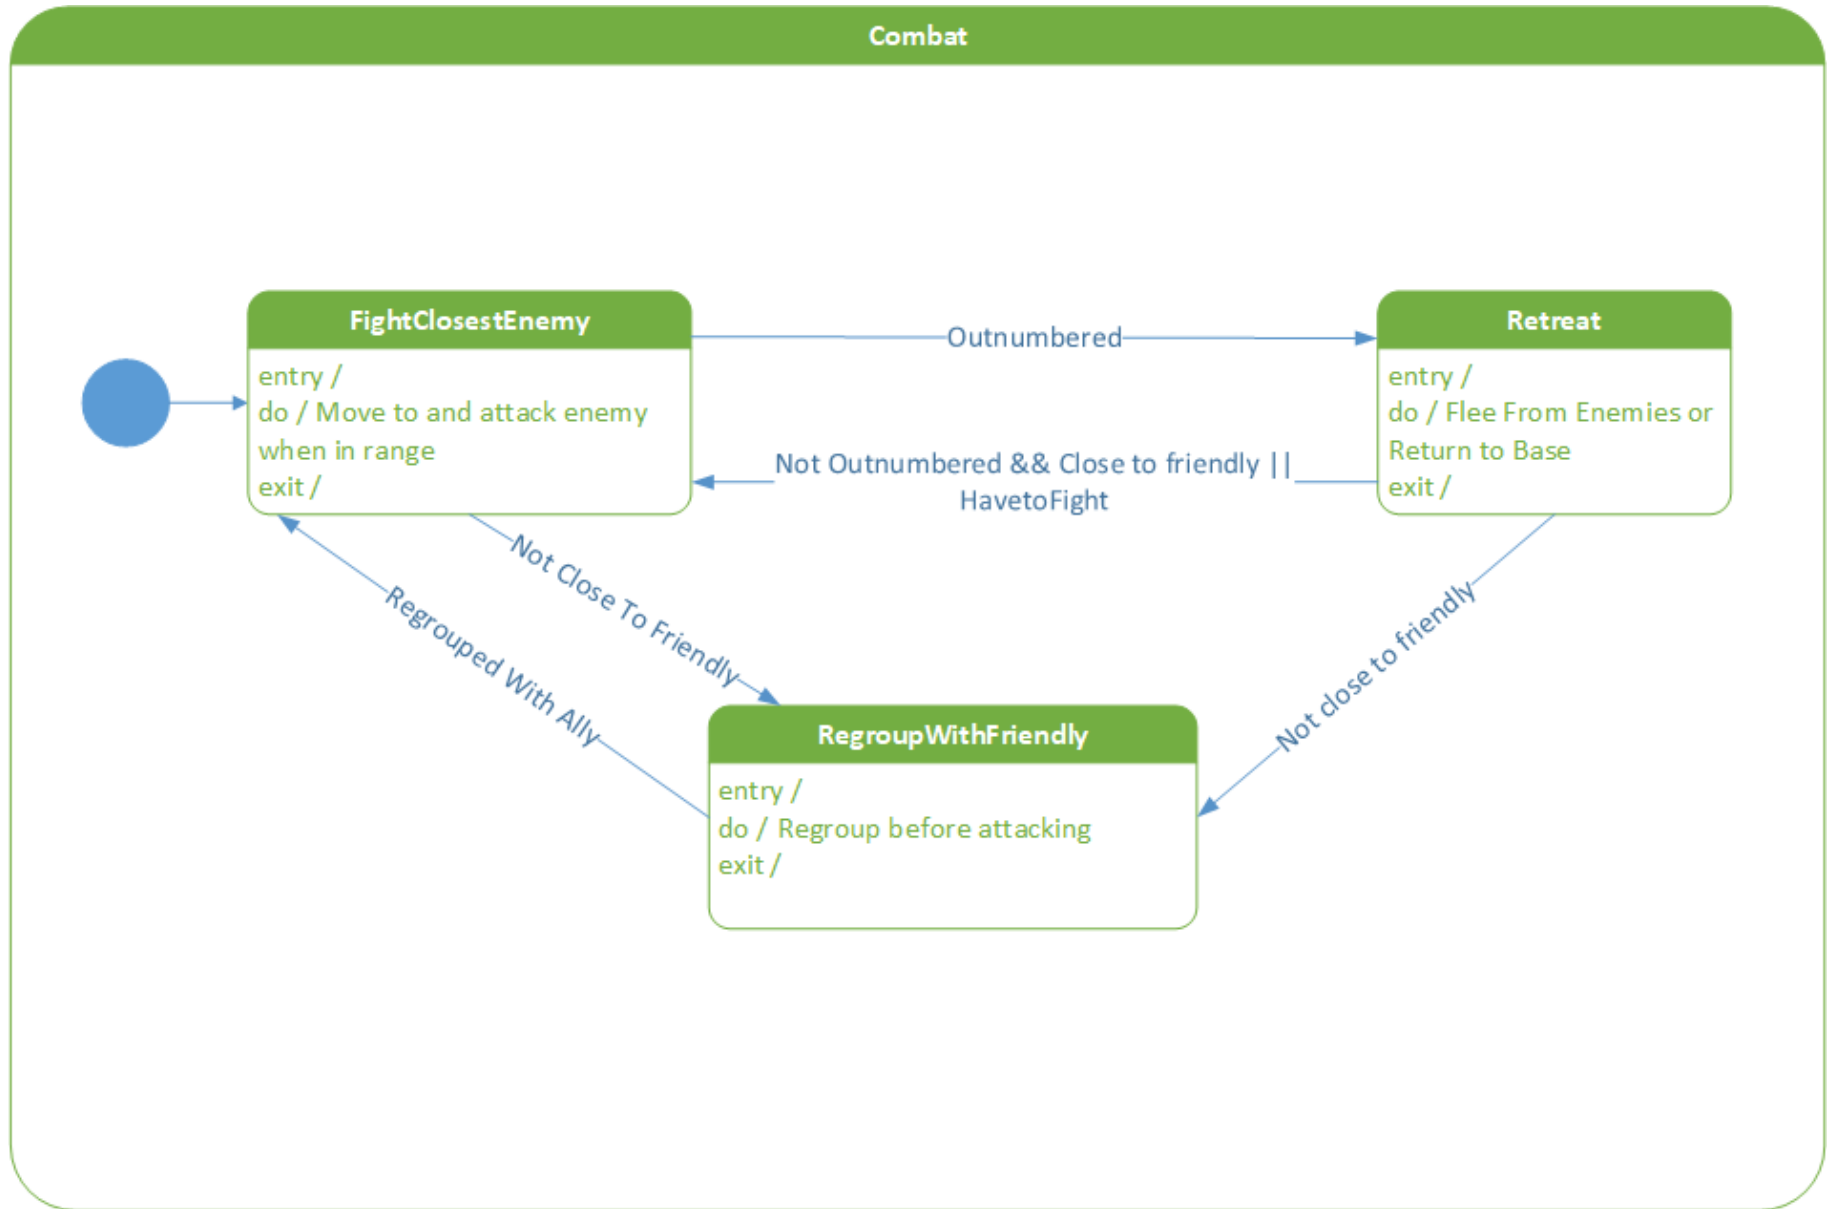 Combat
FightClosestEnemy
entry /
do / Move to and attack enemy
when in range
exit /
Outnumbered
Retreat
entry /
do / Flee From Enemies or
Return to Base
exit /
Not Outnumbered && Close to friendly ||
HavetoFight
Not Close To Friendly
Regrouped With Ally
Not close to friendly
RegroupWithFriendly
entry /
do / Regroup before attacking
exit /